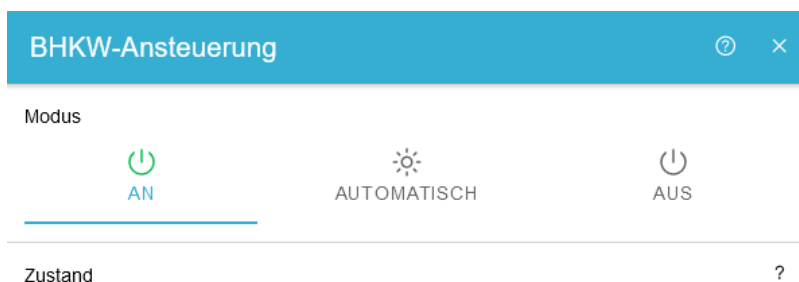 BHKW-Ansteuerung ?
Modus
AN AUTOMATISCH AUS
Zustand ?